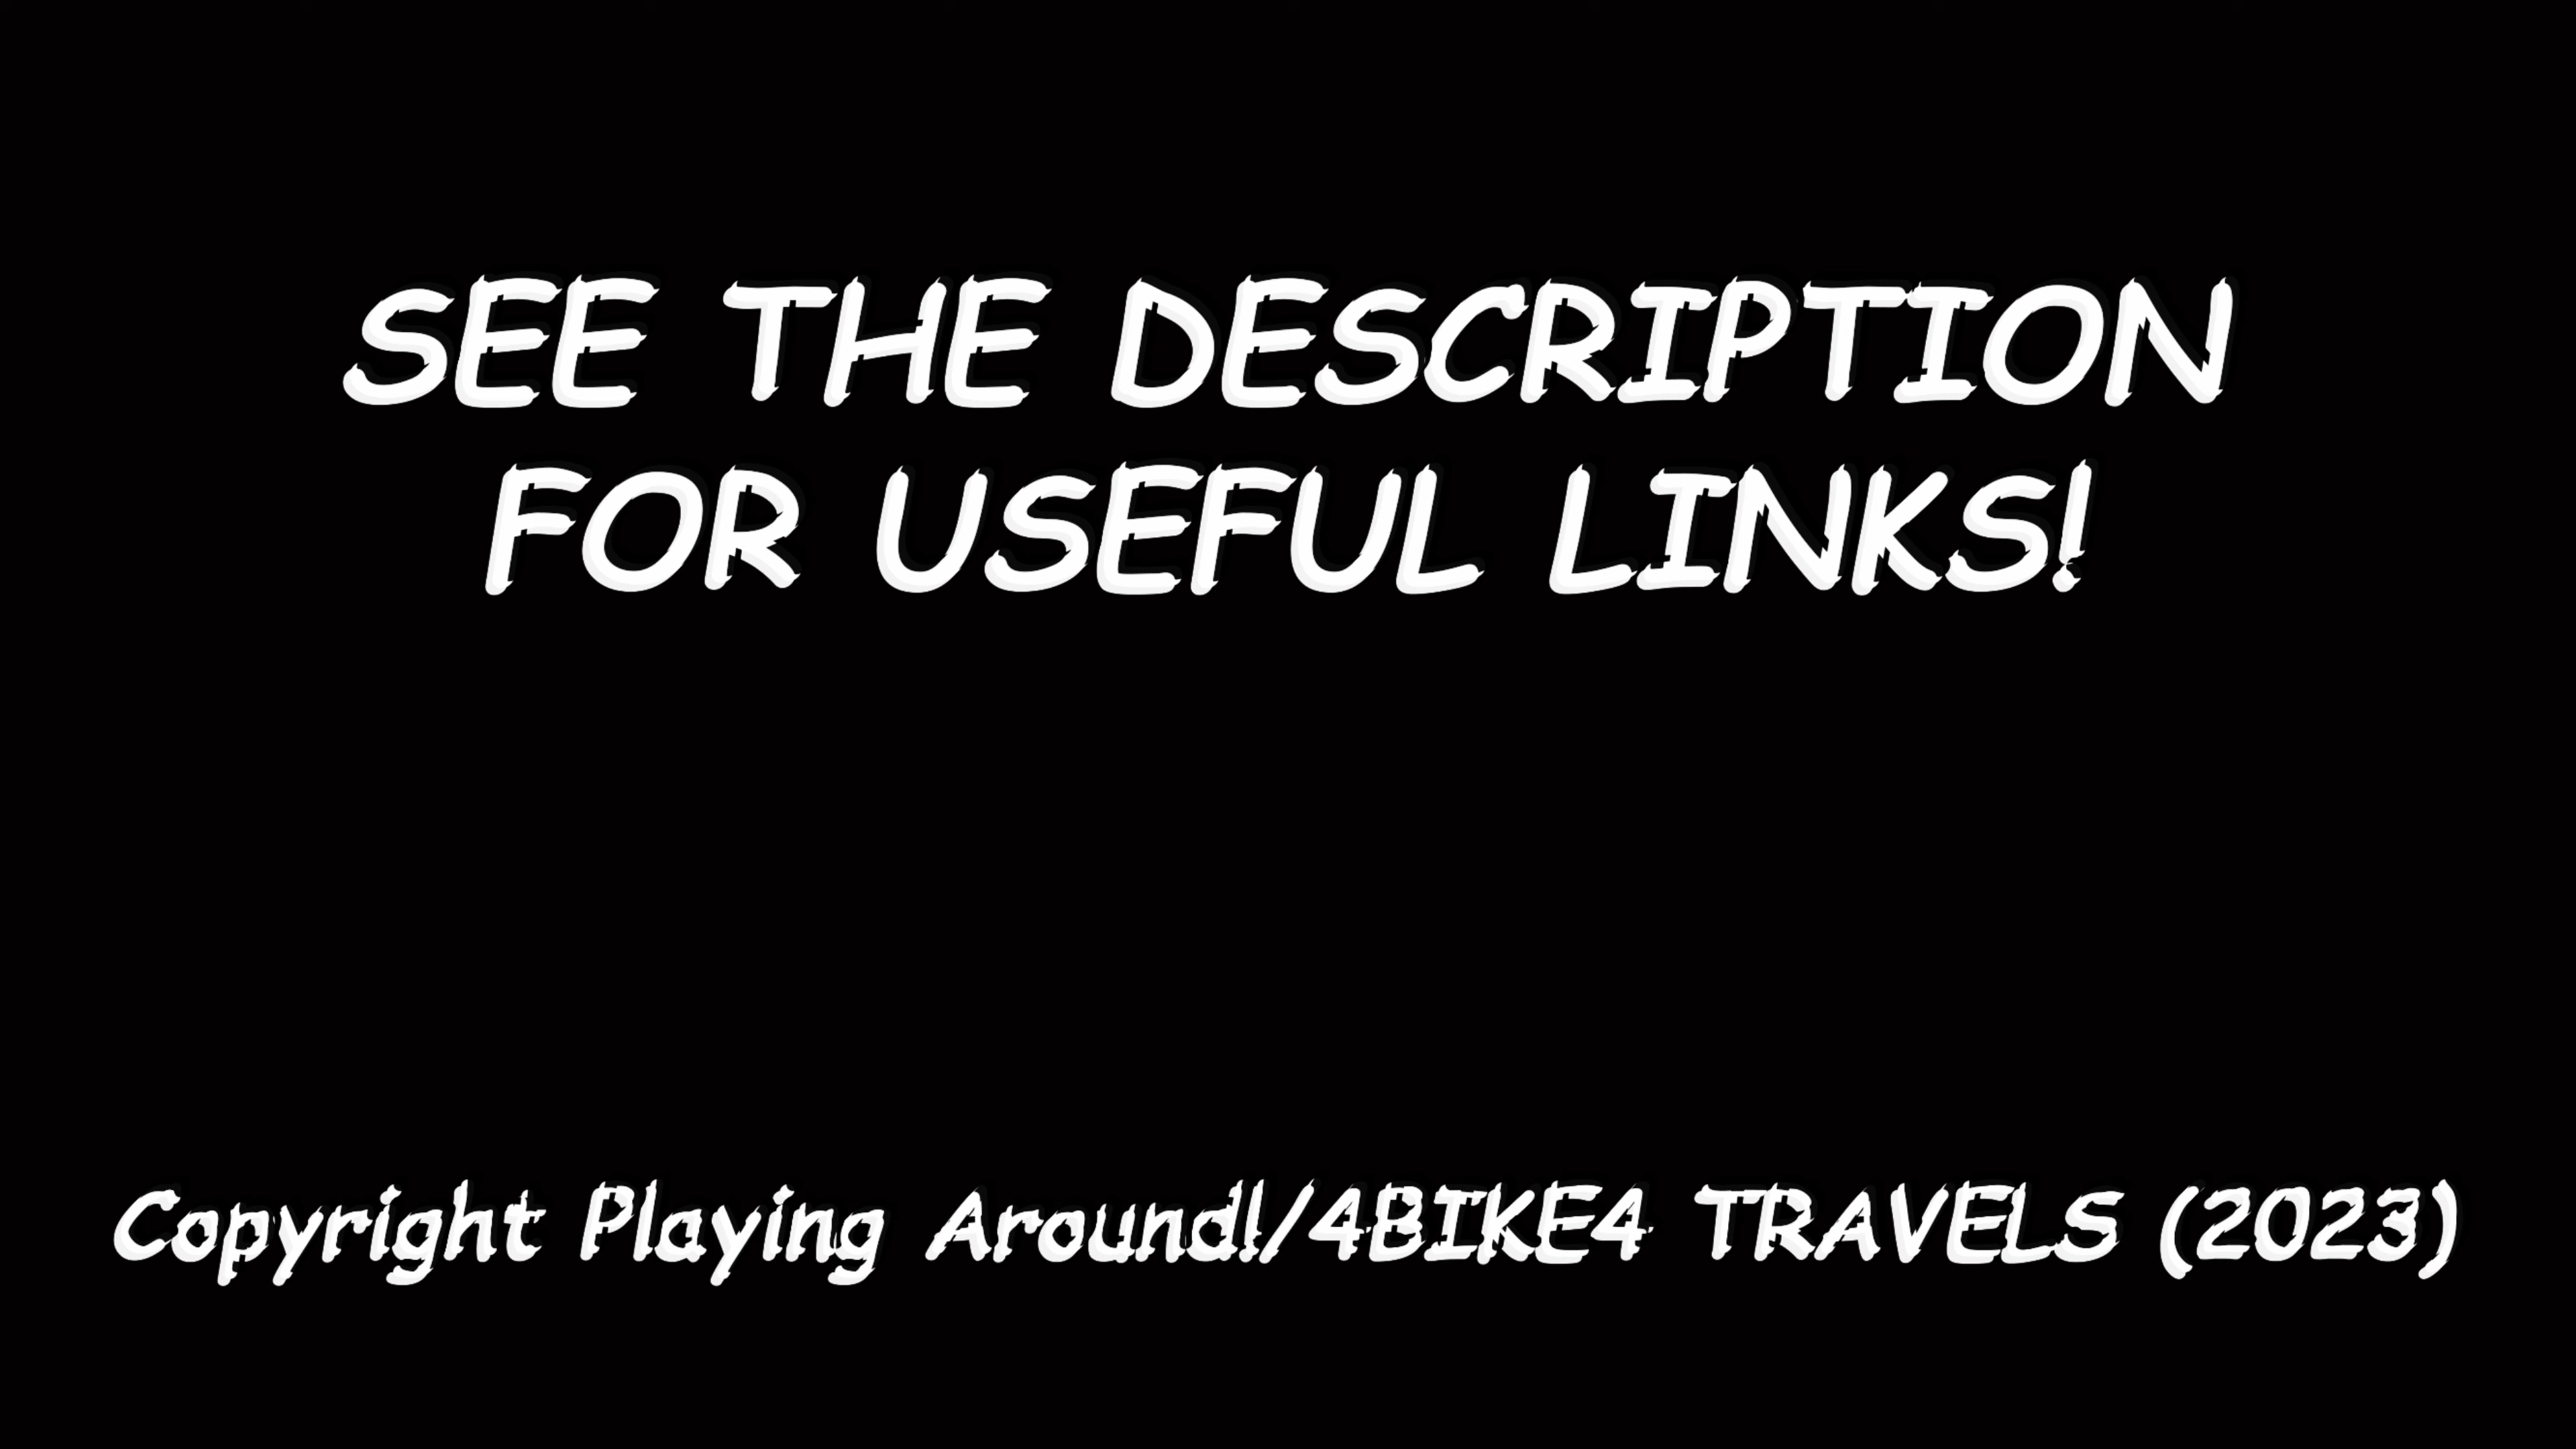 SEE THE DESCRIPTION
FOR USEFUL LINKS!
Copyright Playing Around!/4BIKE4 TRAVELS (2023)